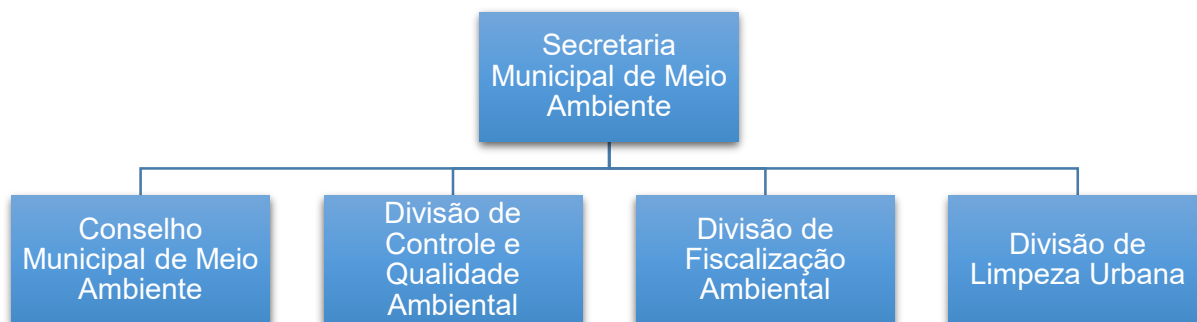 Secretaria
Municipal de Meio
Ambiente
Conselho
Municipal de Meio
Ambiente
Divisão de
Controle e
Qualidade
Ambiental
Divisão de
Fiscalização
Ambiental
Divisão de
Limpeza Urbana